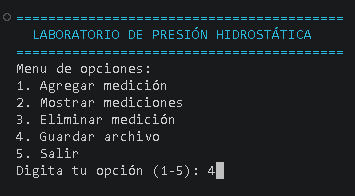 ========================================
LABORATORIO DE PRESIÓN HIDROSTÁTICA
========================================
Menu de opciones:
1. Agregar medición
2. Mostrar mediciones
3. Eliminar medición
4. Guardar archivo
5. Salir
Digita tu opción (1-5): 4